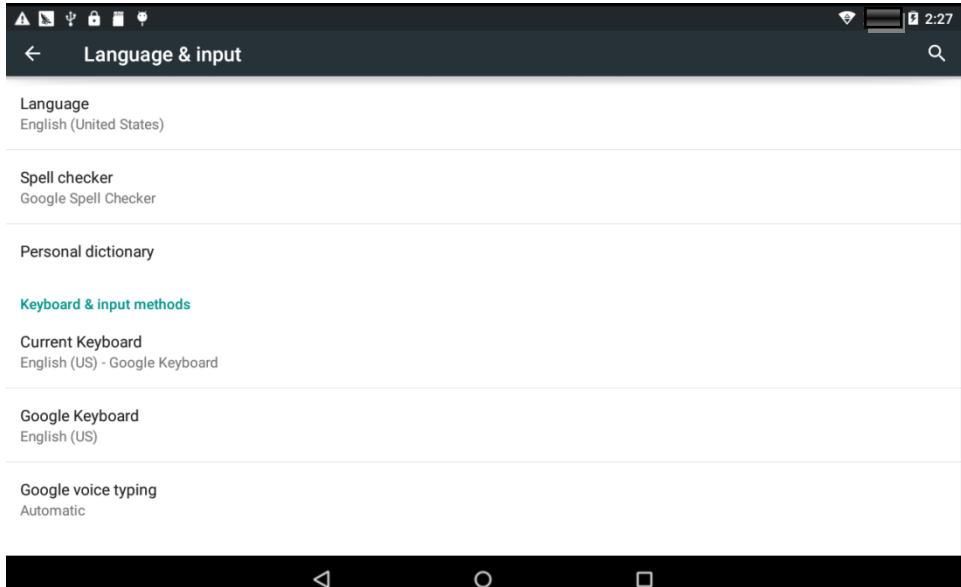 2:27
Language & input
Language
English (United States)
Spell checker
Google Spell Checker
Personal dictionary
Keyboard & input methods
Current Keyboard
English (US) - Google Keyboard
Google Keyboard
English (US)
Google voice typing
Automatic